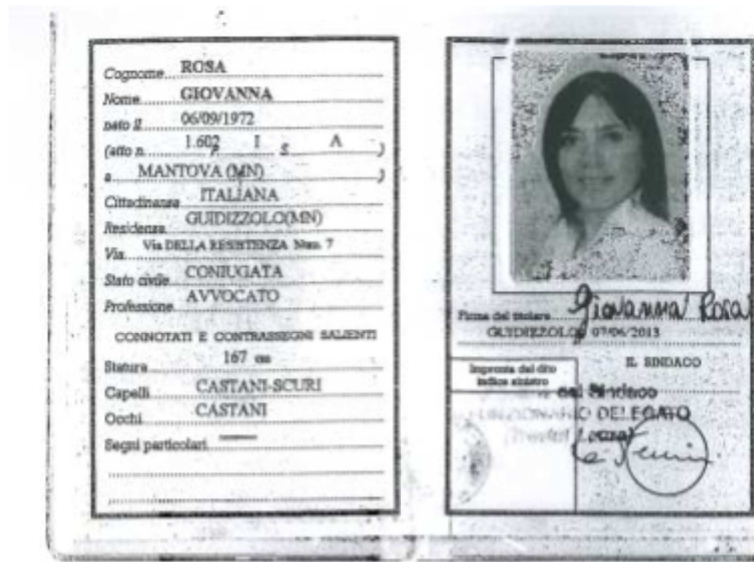 Cognome ROSA
Nome GIOVANNA
nato il 06/09/1972
(atto n. 1.602 P. I S. A )
a MANTOVA (MN) )
Cittadinanza ITALIANA
Residenza GUIDIZZOLO(MN)
Via Via DELLA RESISTENZA Num. 7
Stato civile CONIUGATA
Professione AVVOCATO
CONNOTATI E CONTRASSEGNI SALIENTI
Statura 167 cm
Capelli CASTANI-SCURI
Occhi CASTANI
Segni particolari
Firma del titolare Giovanna Rosa
GUIDIZZOLO 07/06/2013
Impronta del dito
indice sinistro
IL SINDACO
del Sindaco
DELEGATO